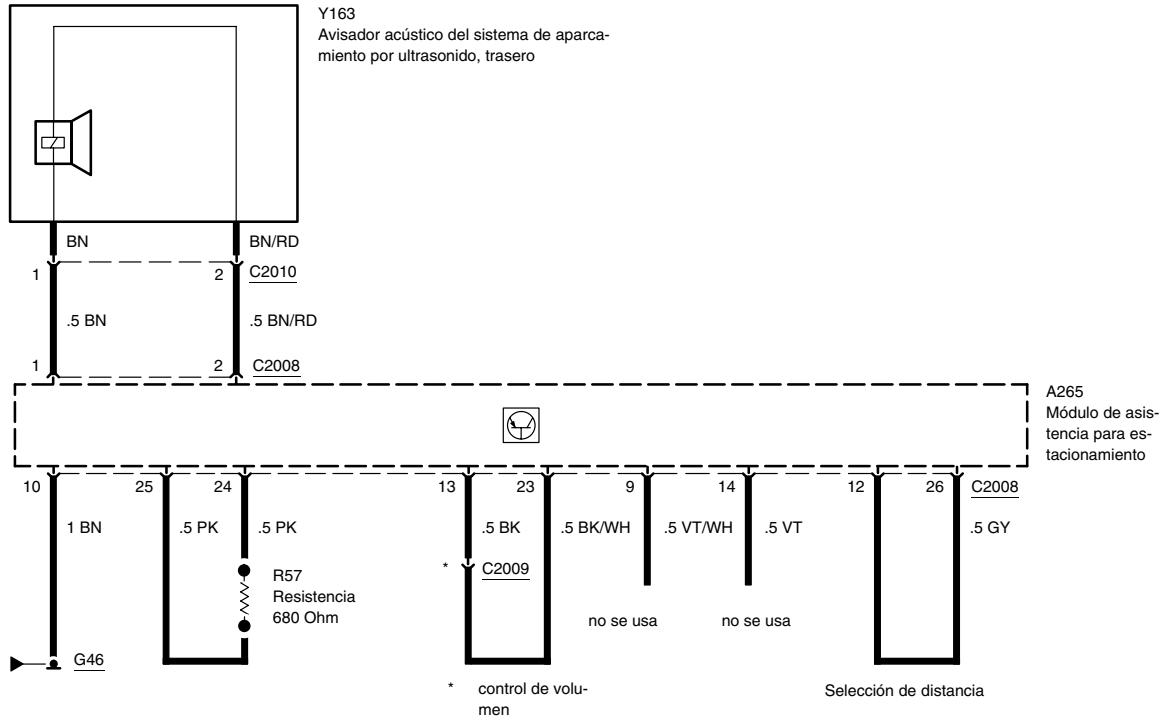 Y163
Avisador acústico del sistema de aparca-
miento por ultrasonido, trasero
BN
BN/RD
1
2
C2010
.5 BN
.5 BN/RD
1
2
C2008
A265
Módulo de asis-
tencia para es-
tacionamiento
10
25
24
13
23
9
14
12
26
C2008
1 BN
.5 PK
.5 PK
.5 BK
.5 BK/WH
.5 VT/WH
.5 VT
.5 GY
*
C2009
R57
Resistencia
680 Ohm
no se usa
no se usa
G46
* control de volu-
men
Selección de distancia